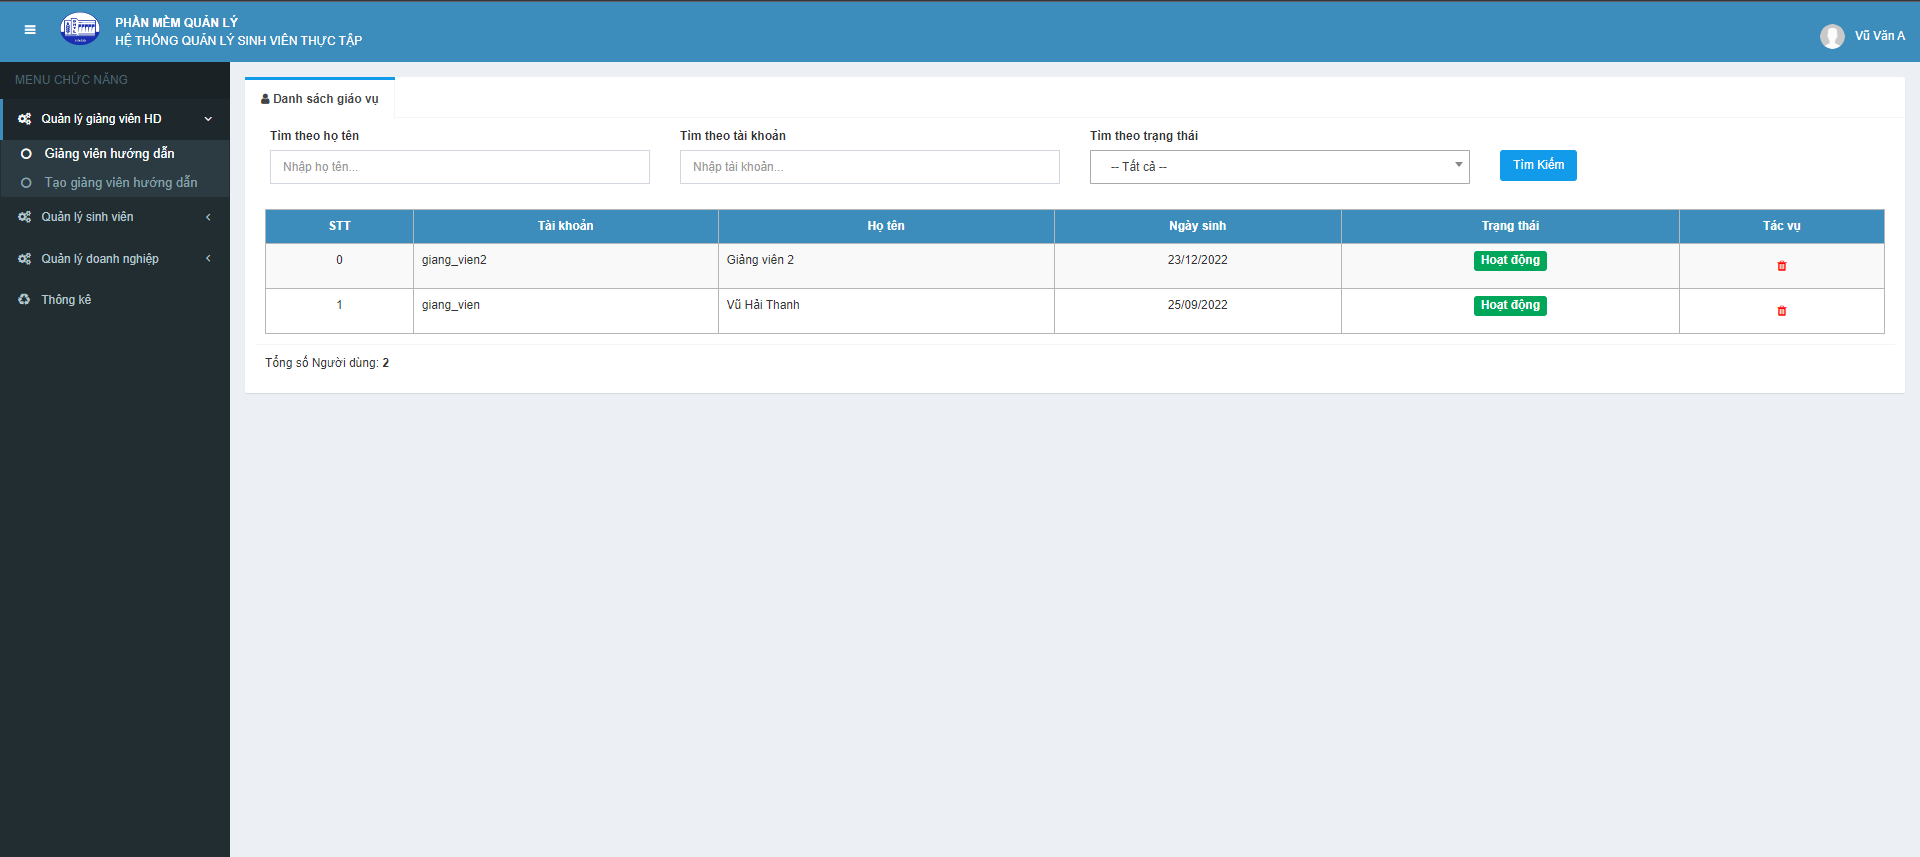 PHẦN MỀM QUẢN LÝ
HỆ THỐNG QUẢN LÝ SINH VIÊN THỰC TẬP
Vũ Văn A
MENU CHỨC NĂNG
Quản lý giảng viên HD
Giảng viên hướng dẫn
Tạo giảng viên hướng dẫn
Quản lý sinh viên
Quản lý doanh nghiệp
Thống kê
Danh sách giáo vụ
Tìm theo họ tên
Tìm theo tài khoản
Tìm theo trạng thái
Nhập họ tên...
Nhập tài khoản...
-- Tất cả --
Tìm Kiếm
STT Tài khoản Họ tên Ngày sinh Trạng thái Tác vụ
0 giang_vien2 Giảng viên 2 23/12/2022 Hoạt động
1 giang_vien Vũ Hải Thanh 25/09/2022 Hoạt động
Tổng số Người dùng: 2